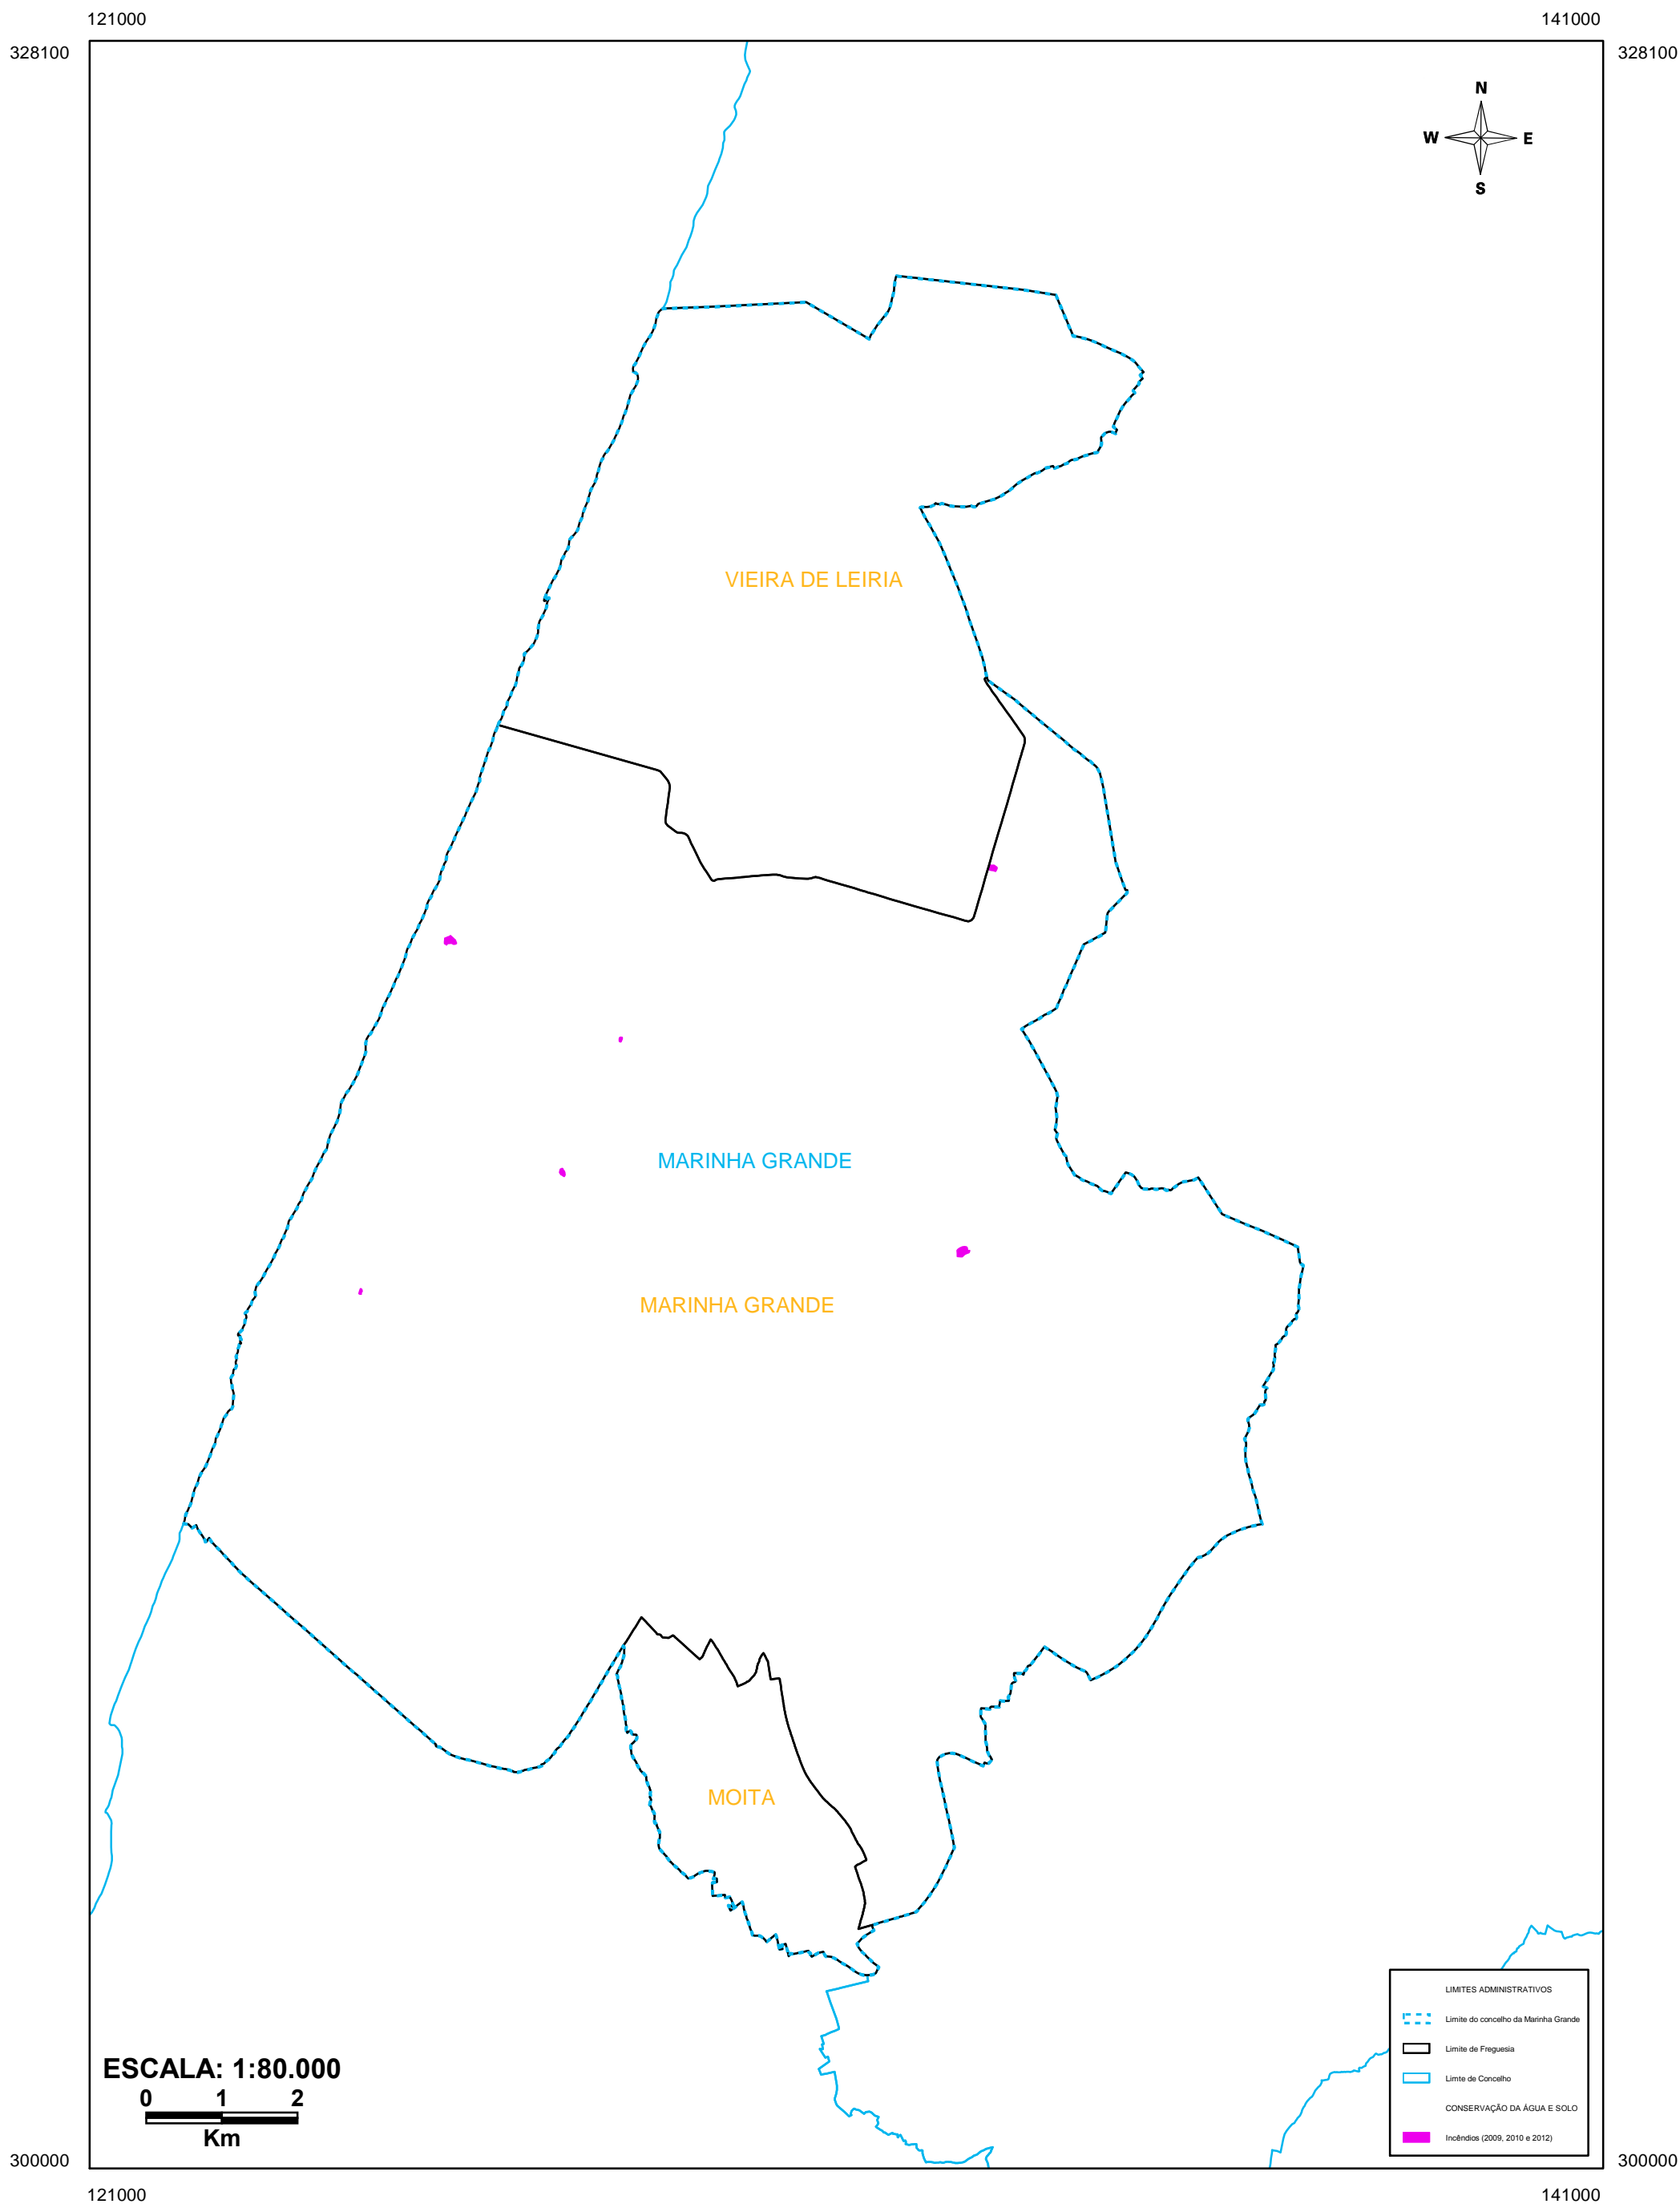 121000
141000
328100
328100
N
W
E
S
VIEIRA DE LEIRIA
MARINHA GRANDE
MARINHA GRANDE
MOITA
LIMITES ADMINISTRATIVOS
Limite do concelho da Marinha Grande
Limite de Freguesia
Limte de Concelho
CONSERVAÇÃO DA ÁGUA E SOLO
Incêndios (2009, 2010 e 2012)
ESCALA: 1:80.000
0 1 2
Km
300000
300000
121000
141000